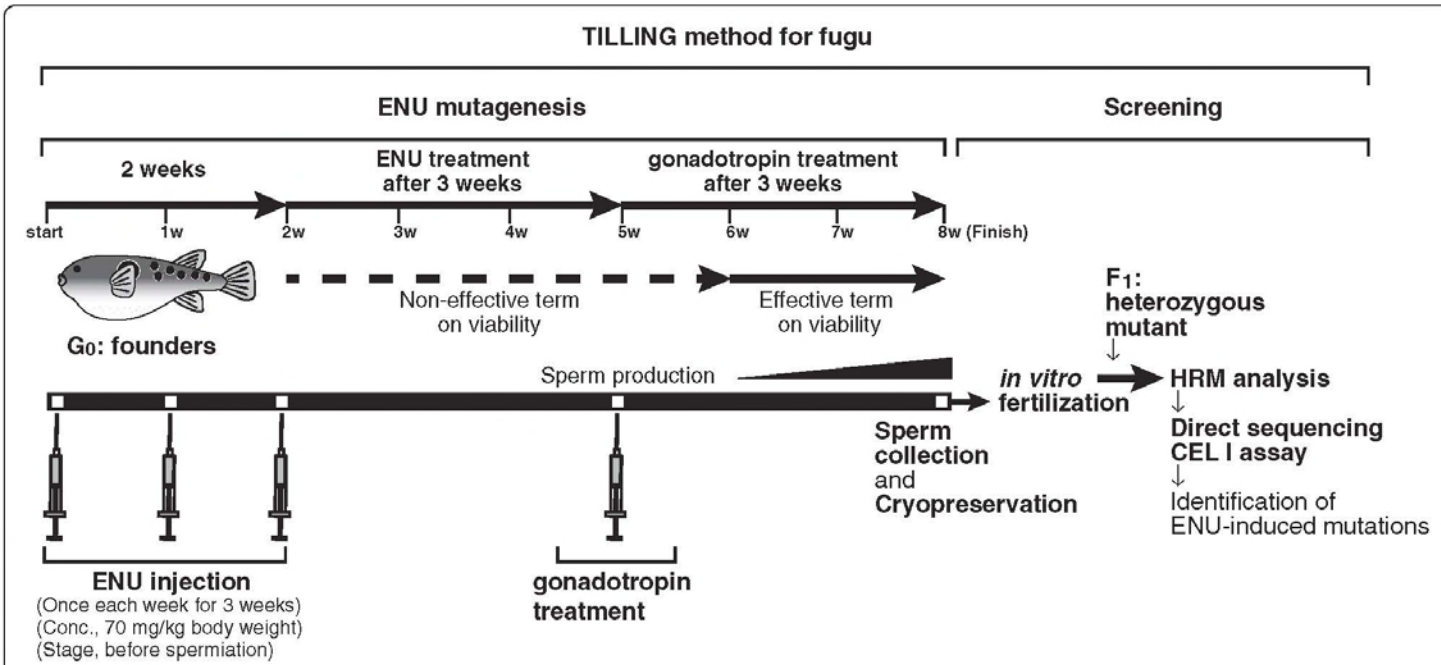 TILLING method for fugu
ENU mutagenesis
Screening
2 weeks
ENU treatment
after 3 weeks
gonadotropin treatment
after 3 weeks
start
1w
2w
3w
4w
5w
6w
7w
8w (Finish)
Non-effective term
on viability
Effective term
on viability
G0: founders
F1:
heterozygous
mutant
Sperm production
in vitro
fertilization
HRM analysis
Direct sequencing
CEL I assay
Identification of
ENU-induced mutations
Sperm
collection
and
Cryopreservation
ENU injection
(Once each week for 3 weeks)
(Conc., 70 mg/kg body weight)
(Stage, before spermiation)
gonadotropin
treatment